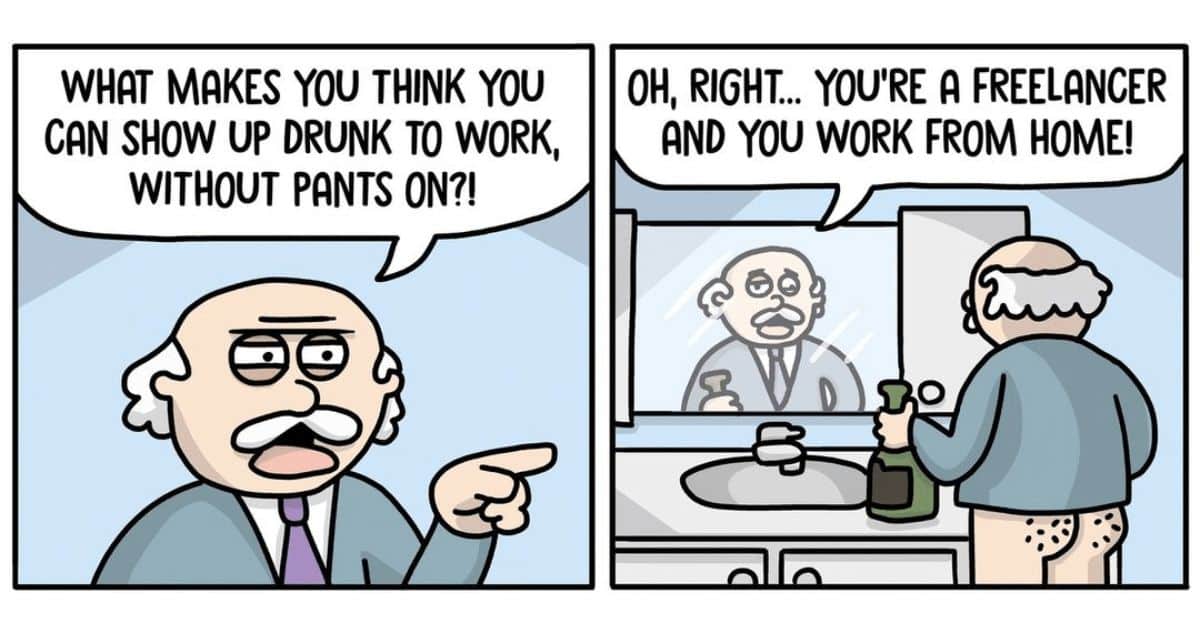 WHAT MAKES YOU THINK YOU
CAN SHOW UP DRUNK TO WORK,
WITHOUT PANTS ON?!
OH, RIGHT... YOU'RE A FREELANCER
AND YOU WORK FROM HOME!